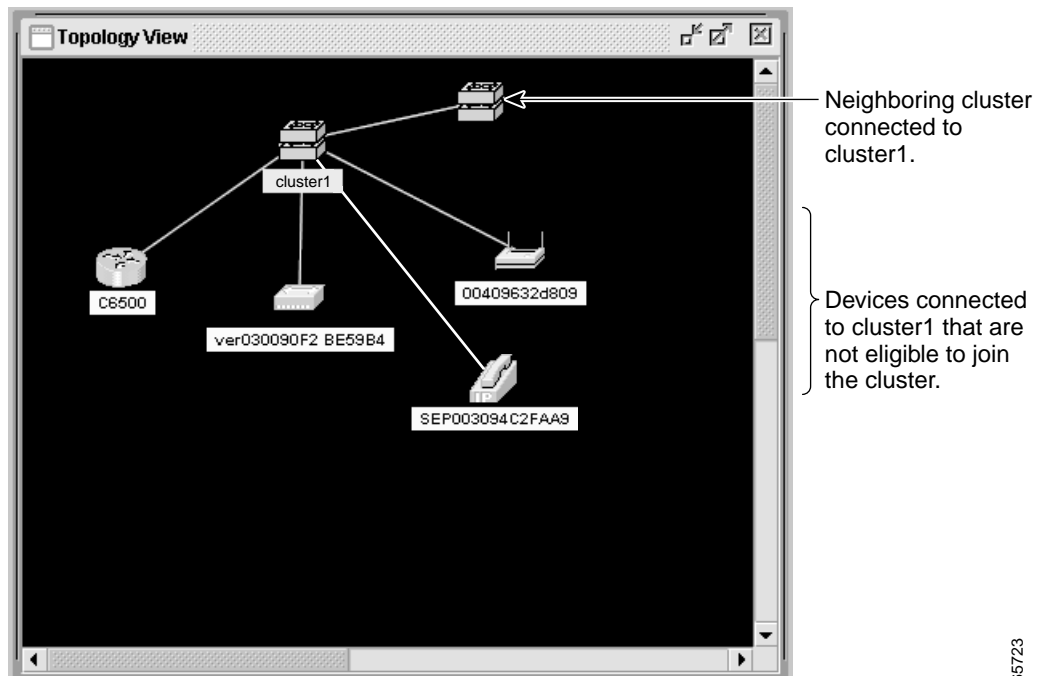 Topology View
Neighboring cluster
connected to
cluster1.
cluster1
C6500
ver030090F2 BE59B4
00409632d809
SEP003094C2FAA9
IP
Devices connected
to cluster1 that are
not eligible to join
the cluster.